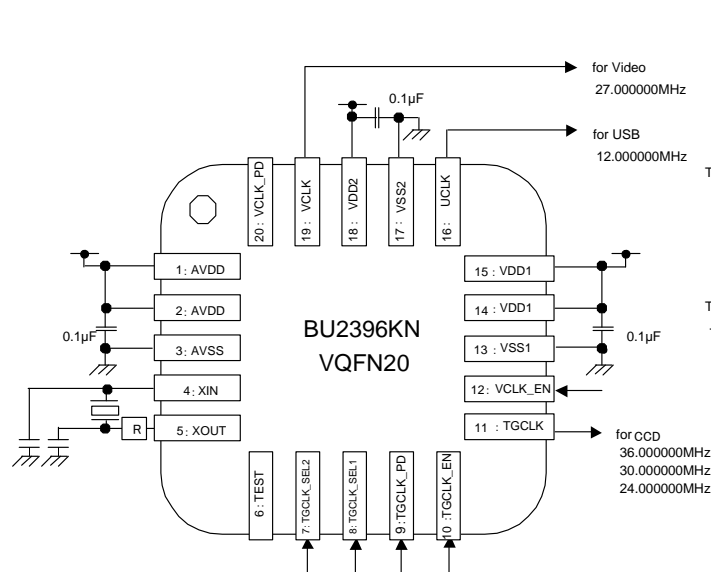 for Video
27.000000MHz
0.1µF
for USB
12.000000MHz
T
20: VCLK_PD
19: VCLK
18: VDD2
17: VSS2
16: UCLK
1: AVDD
15: VDD1
2: AVDD
14: VDD1
T
BU2396KN
0.1µF
0.1µF
3: AVSS
13: VSS1
VQFN20
4: XIN
12: VCLK_EN
R
5: XOUT
11 : TGCLK
for CCD
36.000000MHz
30.000000MHz
24.000000MHz
6: TEST
7: TGCLK_SEL2
8: TGCLK_SEL1
9:TGCLK_PD
10 :TGCLK_EN